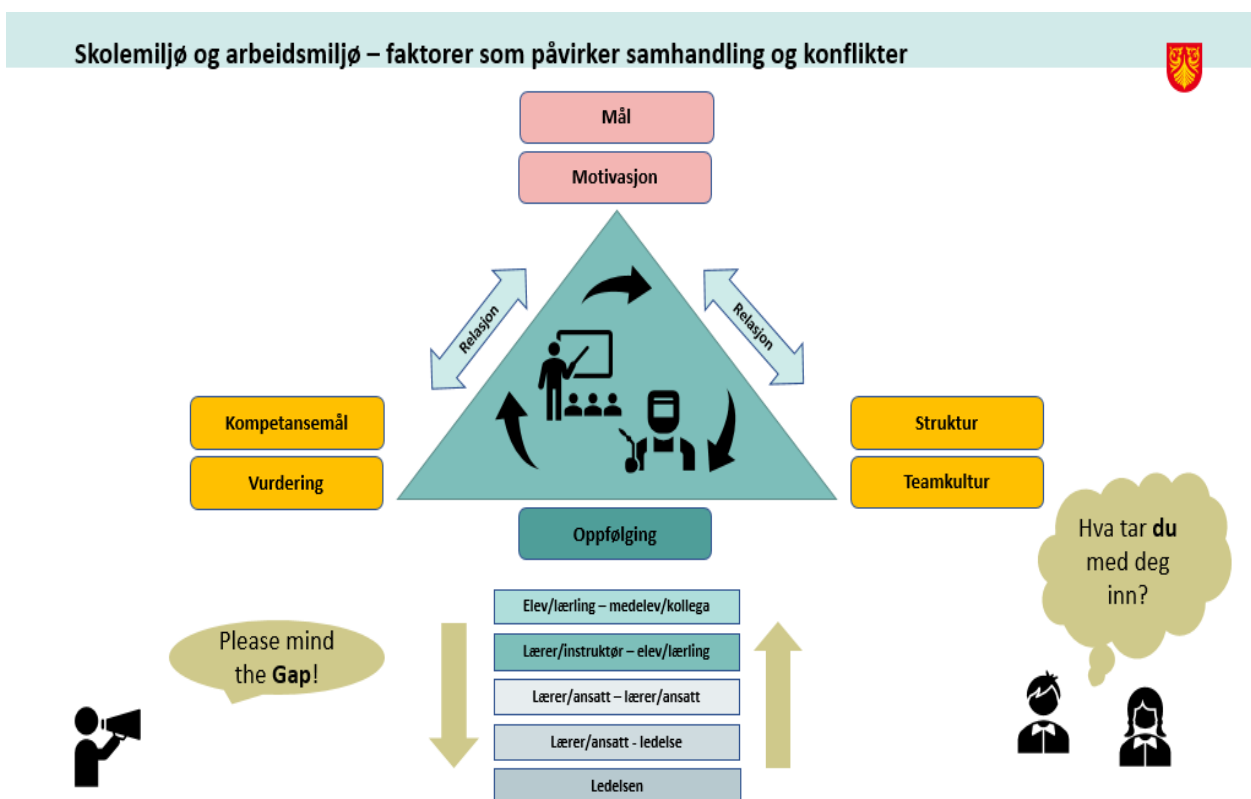 Skolemiljø og arbeidsmiljø – faktorer som påvirker samhandling og konflikter
Mål
Motivasjon
Relasjon
Relasjon
Kompetansemål
Vurdering
Struktur
Teamkultur
Oppfølging
Hva tar du
med deg
inn?
Elev/lærling – medelev/kollega
Lærer/instruktør – elev/lærling
Lærer/ansatt – lærer/ansatt
Lærer/ansatt - ledelse
Ledelsen
Please mind
the Gap!